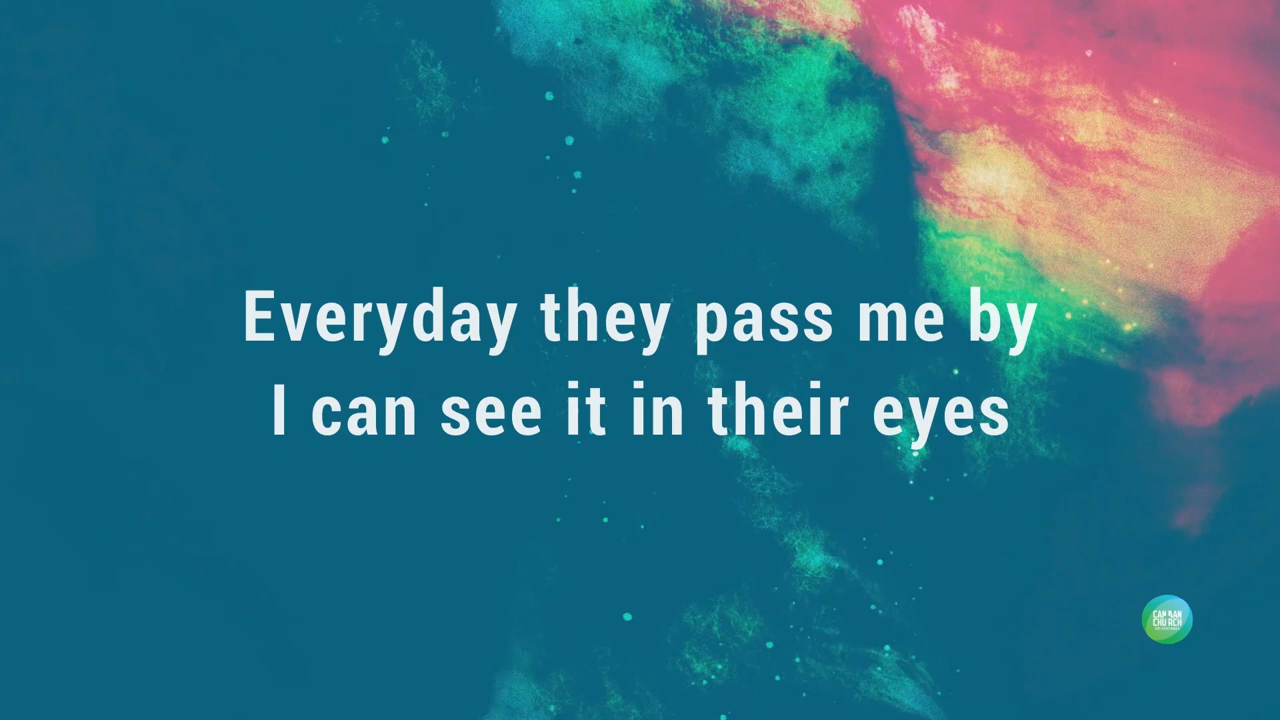 Everyday they pass me by
I can see it in their eyes
CANAAN
CHURCH